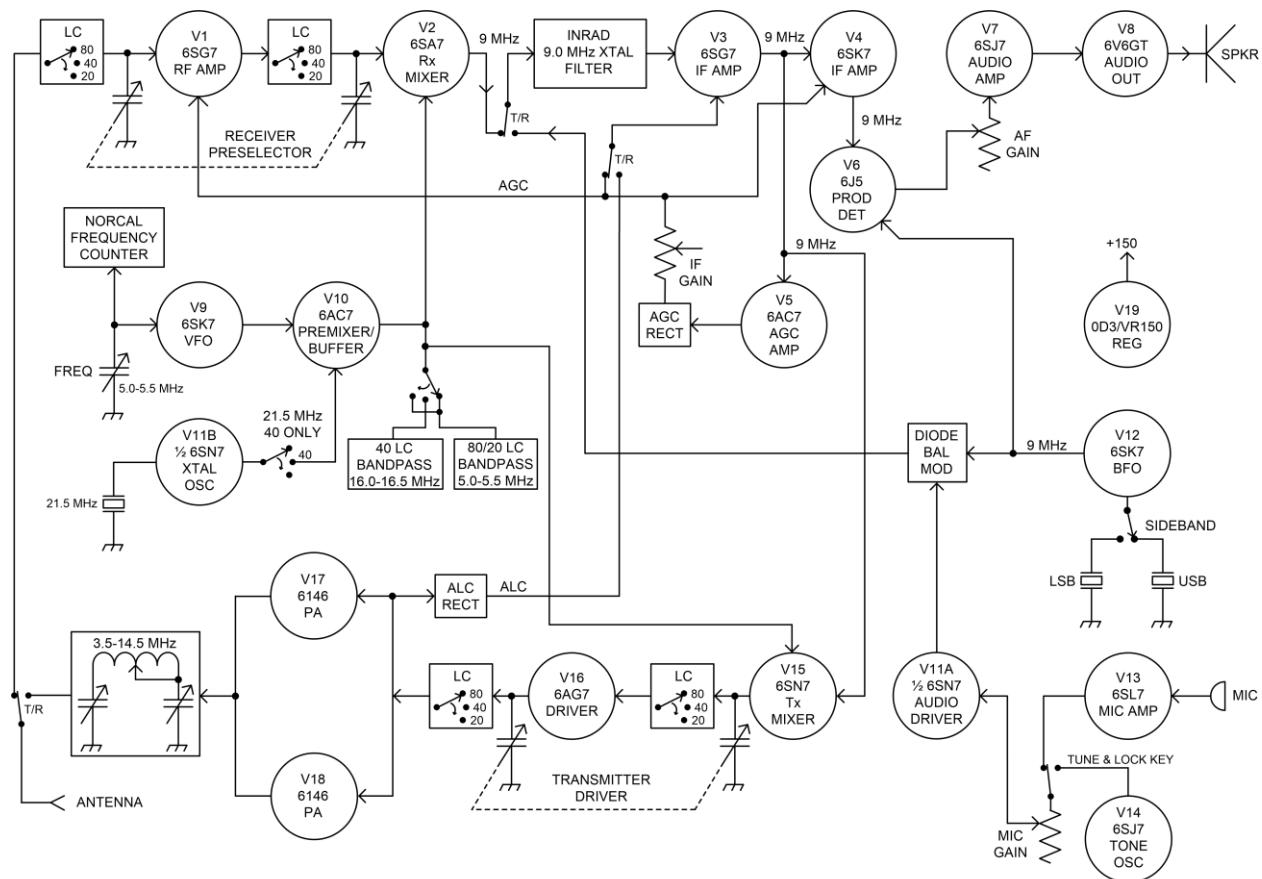 LC
80
40
20
V1
6SG7
RF AMP
LC
80
40
20
V2
6SA7
Rx
MIXER
9 MHz
INRAD
9.0 MHz XTAL
FILTER
V3
6SG7
IF AMP
9 MHz
V4
6SK7
IF AMP
V7
6SJ7
AUDIO
AMP
V8
6V6GT
AUDIO
OUT
SPKR
RECEIVER
PRESELECTOR
T/R
T/R
9 MHz
AF
GAIN
V6
6J5
PROD
DET
AGC
NORCAL
FREQUENCY
COUNTER
IF
GAIN
9 MHz
+150
V9
6SK7
VFO
V10
6AC7
PREMIXER/
BUFFER
AGC
RECT
V5
6AC7
AGC
AMP
V19
0D3/VR150
REG
FREQ
5.0-5.5 MHz
21.5 MHz
40 ONLY
40
V11B
½ 6SN7
XTAL
OSC
21.5 MHz
40 LC
BANDPASS
16.0-16.5 MHz
80/20 LC
BANDPASS
5.0-5.5 MHz
DIODE
BAL
MOD
9 MHz
V12
6SK7
BFO
SIDEBAND
LSB
USB
V17
6146
PA
ALC
RECT
ALC
3.5-14.5 MHz
T/R
LC
80
40
20
V16
6AG7
DRIVER
LC
80
40
20
V15
6SN7
Tx
MIXER
V11A
½ 6SN7
AUDIO
DRIVER
V13
6SL7
MIC AMP
MIC
TUNE & LOCK KEY
V18
6146
PA
TRANSMITTER
DRIVER
ANTENNA
MIC
GAIN
V14
6SJ7
TONE
OSC